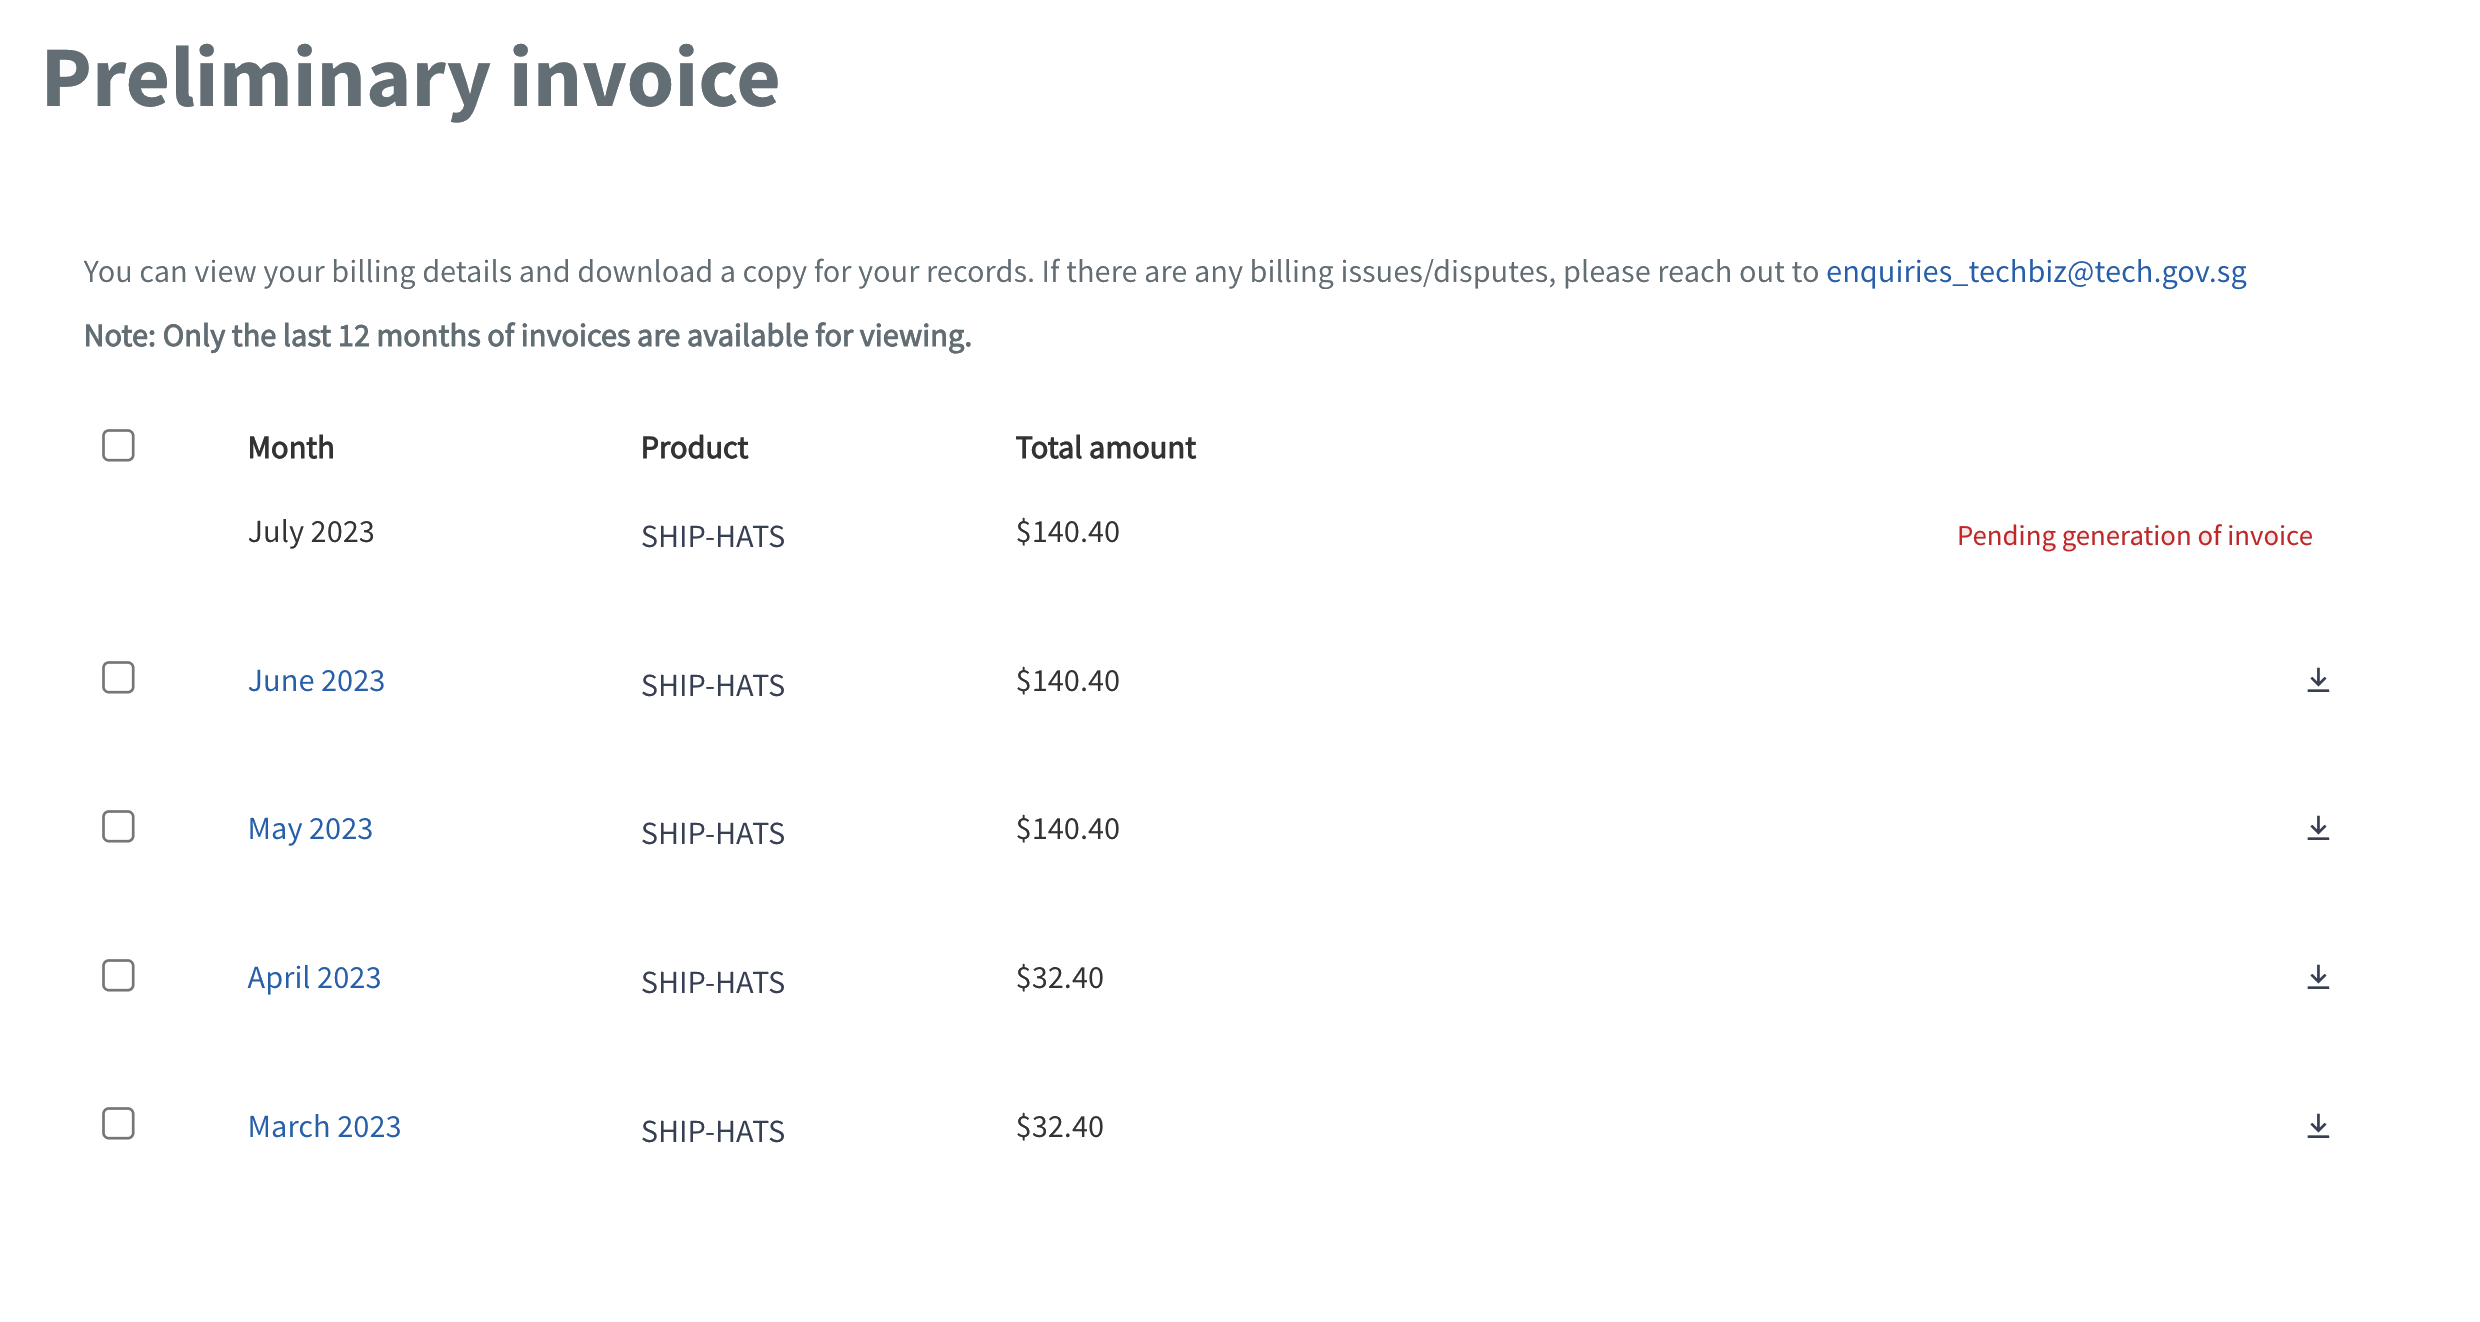 Preliminary invoice
You can view your billing details and download a copy for your records. If there are any billing issues/disputes, please reach out to enquiries_techbiz@tech.gov.sg
Note: Only the last 12 months of invoices are available for viewing.
Month Product Total amount
July 2023 SHIP-HATS $140.40 Pending generation of invoice
June 2023 SHIP-HATS $140.40
May 2023 SHIP-HATS $140.40
April 2023 SHIP-HATS $32.40
March 2023 SHIP-HATS $32.40